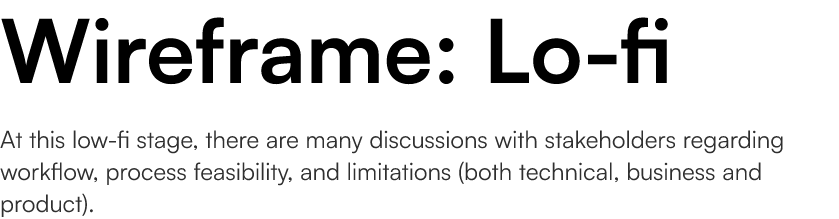 Wireframe: Lo-fi
At this low-fi stage, there are many discussions with stakeholders regarding
workflow, process feasibility, and limitations (both technical, business and
product).